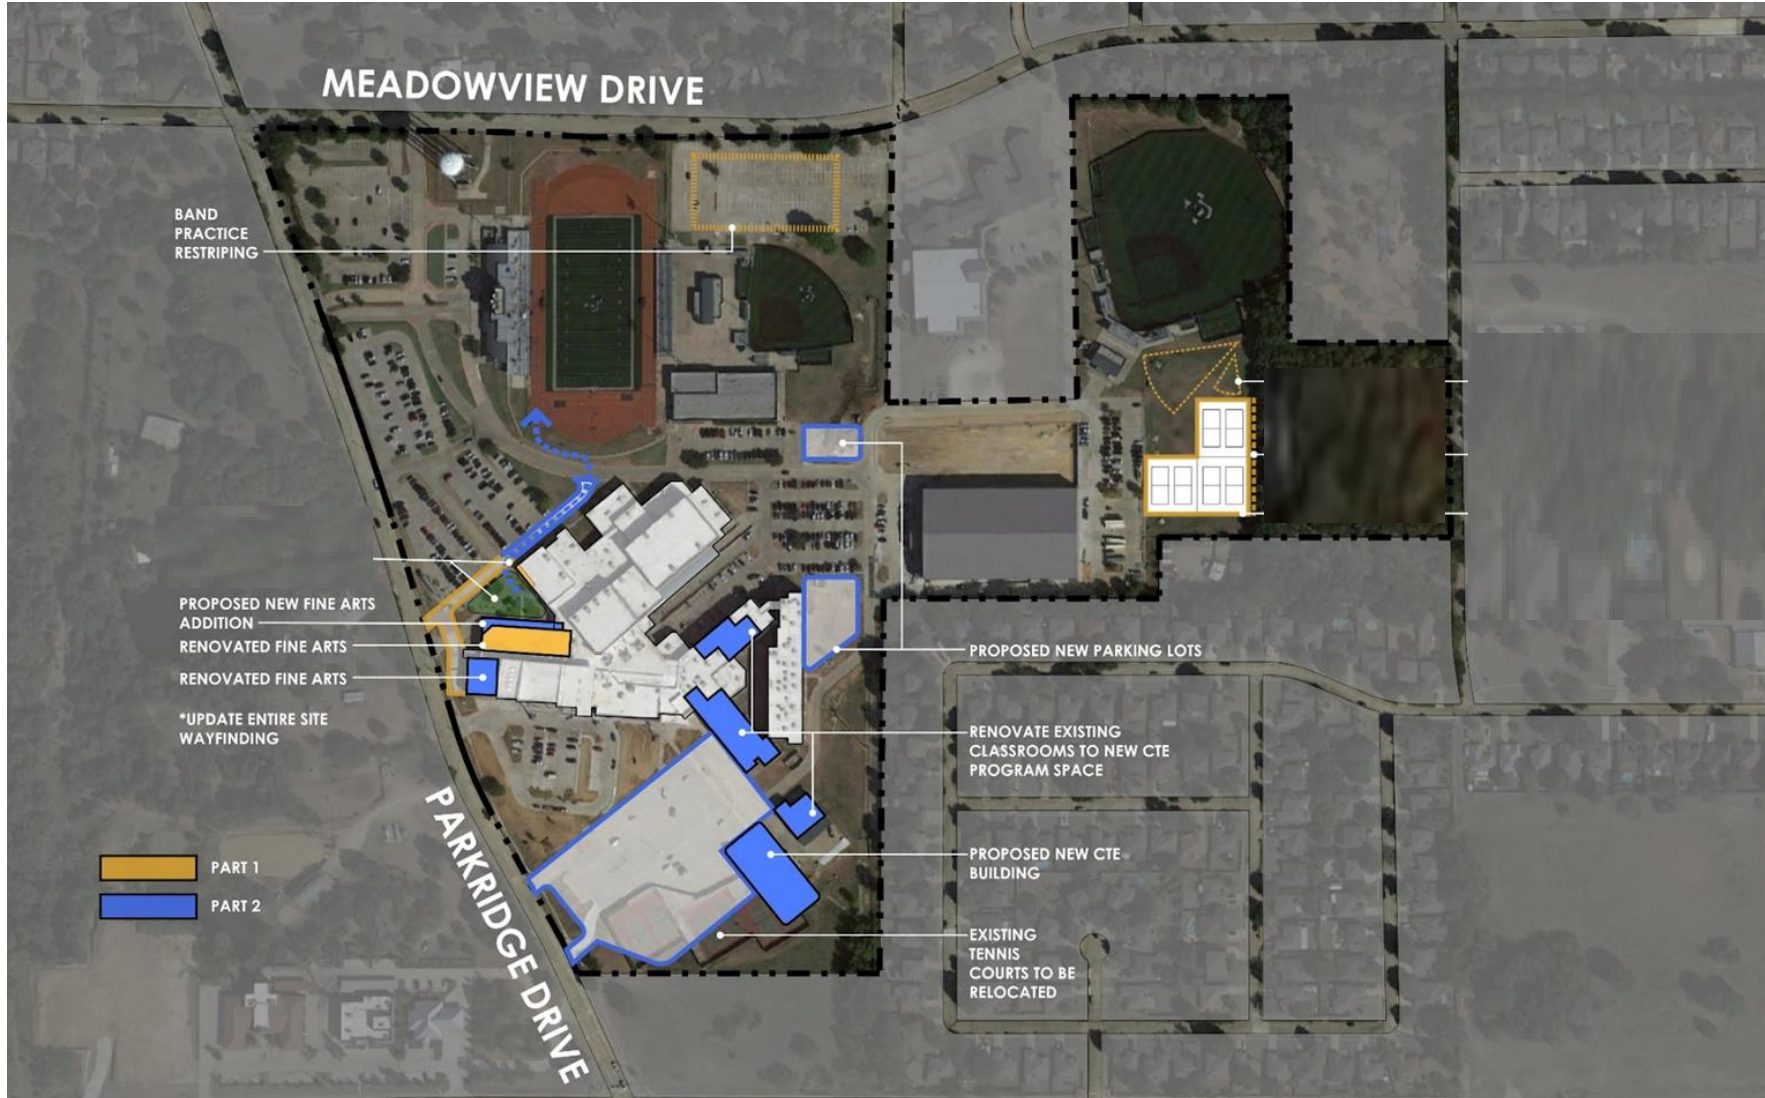 MEADOWVIEW DRIVE
BAND
PRACTICE
RESTRIPING
PROPOSED NEW FINE ARTS
ADDITION
RENOVATED FINE ARTS
RENOVATED FINE ARTS
*UPDATE ENTIRE SITE
WAYFINDING
PROPOSED NEW PARKING LOTS
RENOVATE EXISTING
CLASSROOMS TO NEW CTE
PROGRAM SPACE
PROPOSED NEW CTE
BUILDING
EXISTING
TENNIS
COURTS TO BE
RELOCATED
PARKRIDGE DRIVE
PART 1
PART 2